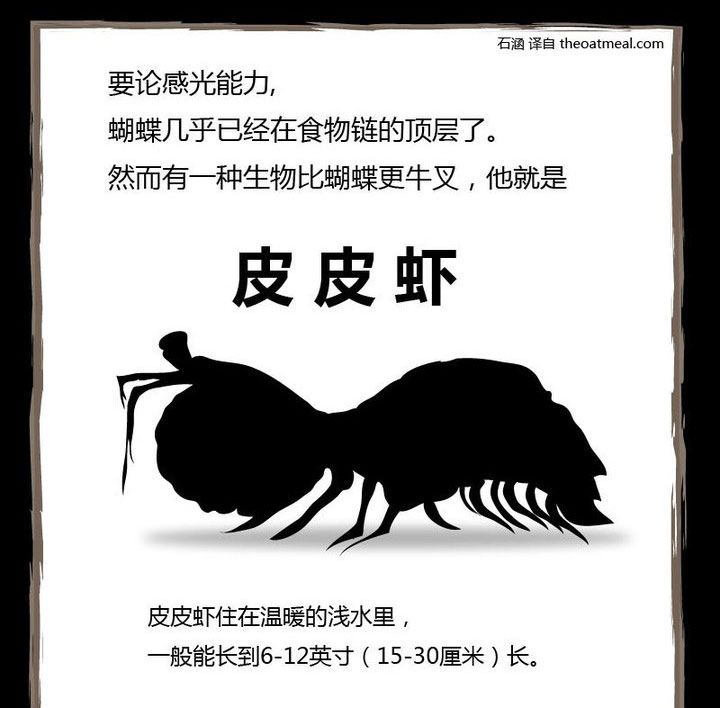 石涵 译自 theoatmeal.com
要论感光能力,
蝴蝶几乎已经在食物链的顶层了。
然而有一种生物比蝴蝶更牛叉，他就是
皮皮虾
皮皮虾住在温暖的浅水里，
一般能长到6-12英寸（15-30厘米）长。